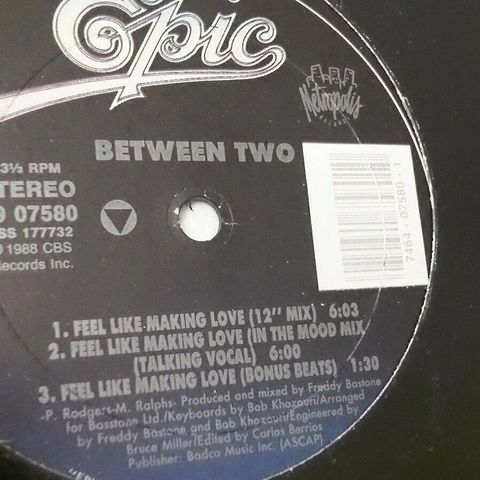 Epic
Metropolis
RECORDS
BETWEEN TWO
3⅓ RPM
STEREO
9 07580
SS 177732
℗ 1988 CBS
Records Inc.
7464-07580-1
1. FEEL LIKE MAKING LOVE (12" MIX) 6:03
2. FEEL LIKE MAKING LOVE (IN THE MOOD MIX
(TALKING VOCAL) 6:00
3. FEEL LIKE MAKING LOVE (BONUS BEATS) 1:30
-P. Rodgers-M. Ralphs- Produced and mixed by Freddy Bastone
for Basstone Ltd./Keyboards by Bob Khozouri/Arranged
by Freddy Bastone and Bob Khozouri/Engineered by
Bruce Miller/Edited by Carlos Berrios
Publisher: Badco Music Inc. (ASCAP)